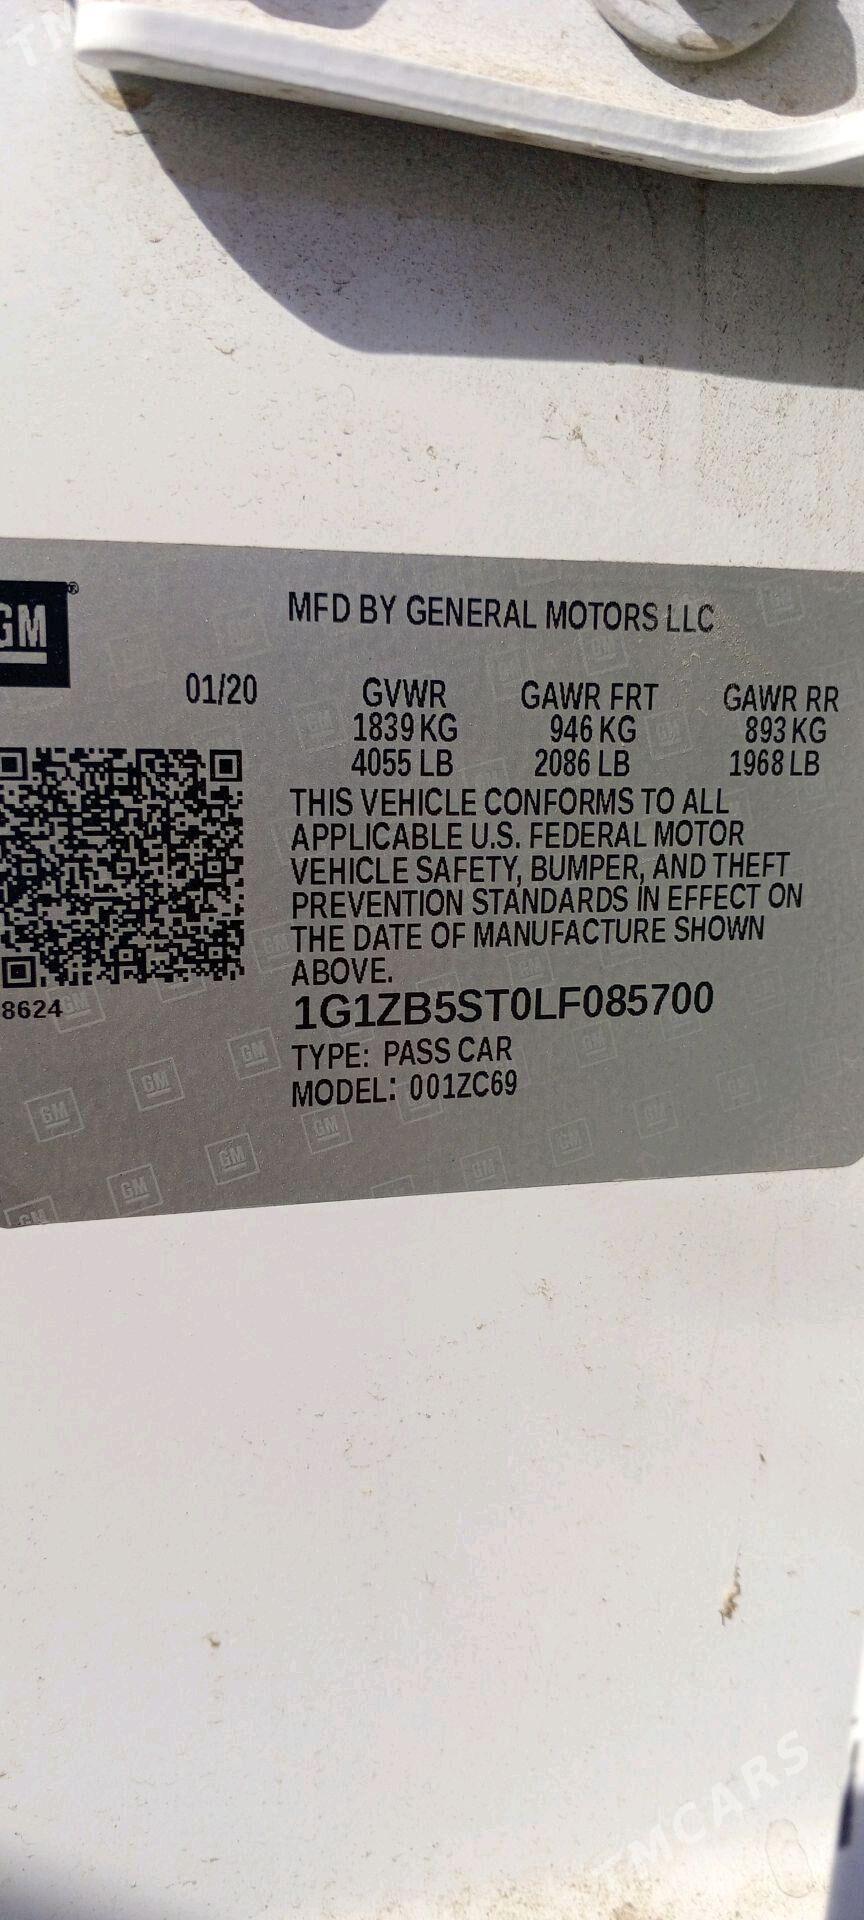 TM
GM
MFD BY GENERAL MOTORS LLC
01/20
GVWR GAWR FRT GAWR RR
1839 KG 946 KG 893 KG
4055 LB 2086 LB 1968 LB
THIS VEHICLE CONFORMS TO ALL
APPLICABLE U.S. FEDERAL MOTOR
VEHICLE SAFETY, BUMPER, AND THEFT
PREVENTION STANDARDS IN EFFECT ON
THE DATE OF MANUFACTURE SHOWN
ABOVE.
8624
1G1ZB5ST0LF085700
TYPE: PASS CAR
MODEL: 001ZC69
TMCARS